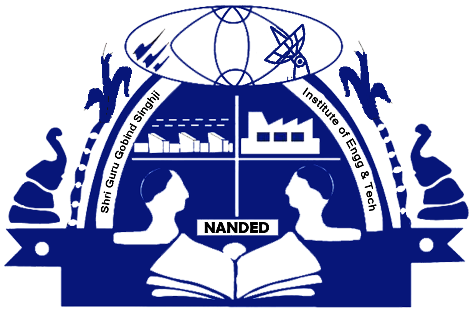 Shri Guru Gobind Singhji
Institute of Engg & Tech
NANDED